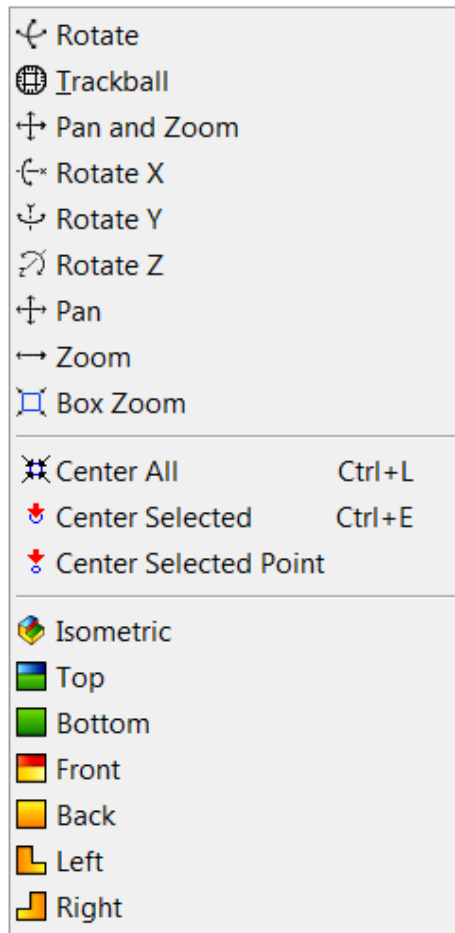 Rotate
Trackball
Pan and Zoom
Rotate X
Rotate Y
Rotate Z
Pan
Zoom
Box Zoom
Center All Ctrl+L
Center Selected Ctrl+E
Center Selected Point
Isometric
Top
Bottom
Front
Back
Left
Right